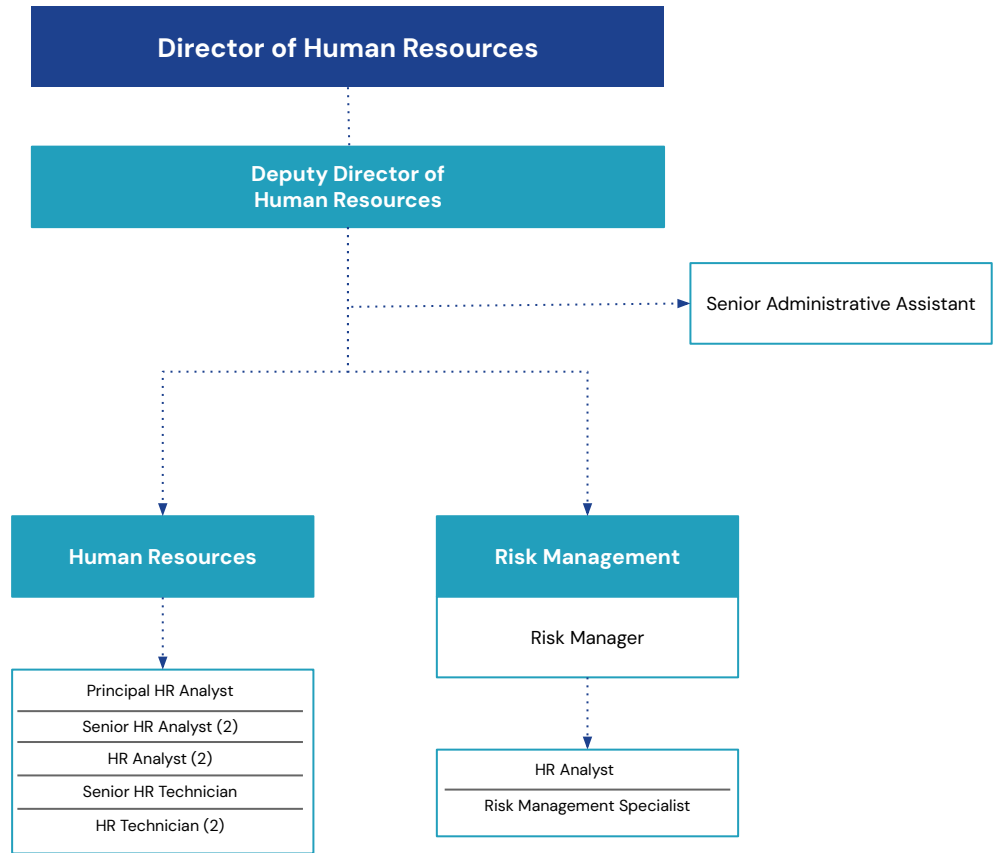 Director of Human Resources
Deputy Director of
Human Resources
Senior Administrative Assistant
Human Resources
Risk Management
Risk Manager
Principal HR Analyst
Senior HR Analyst (2)
HR Analyst (2)
Senior HR Technician
HR Technician (2)
HR Analyst
Risk Management Specialist